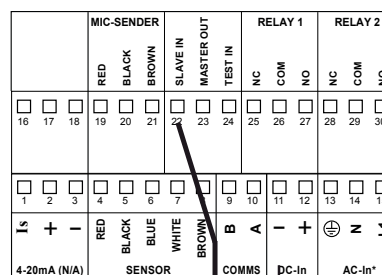 MIC-SENDER RELAY 1 RELAY 2
RED BLACK BROWN SLAVE IN MASTER OUT TEST IN NC COM NO NC COM NO
16 17 18 19 20 21 22 23 24 25 26 27 28 29 30
1 2 3 4 5 6 7 9 10 11 12 13 14
Is + − RED BLACK BLUE WHITE BROWN B A − + N
4-20mA (N/A) SENSOR COMMS DC-In AC-In*